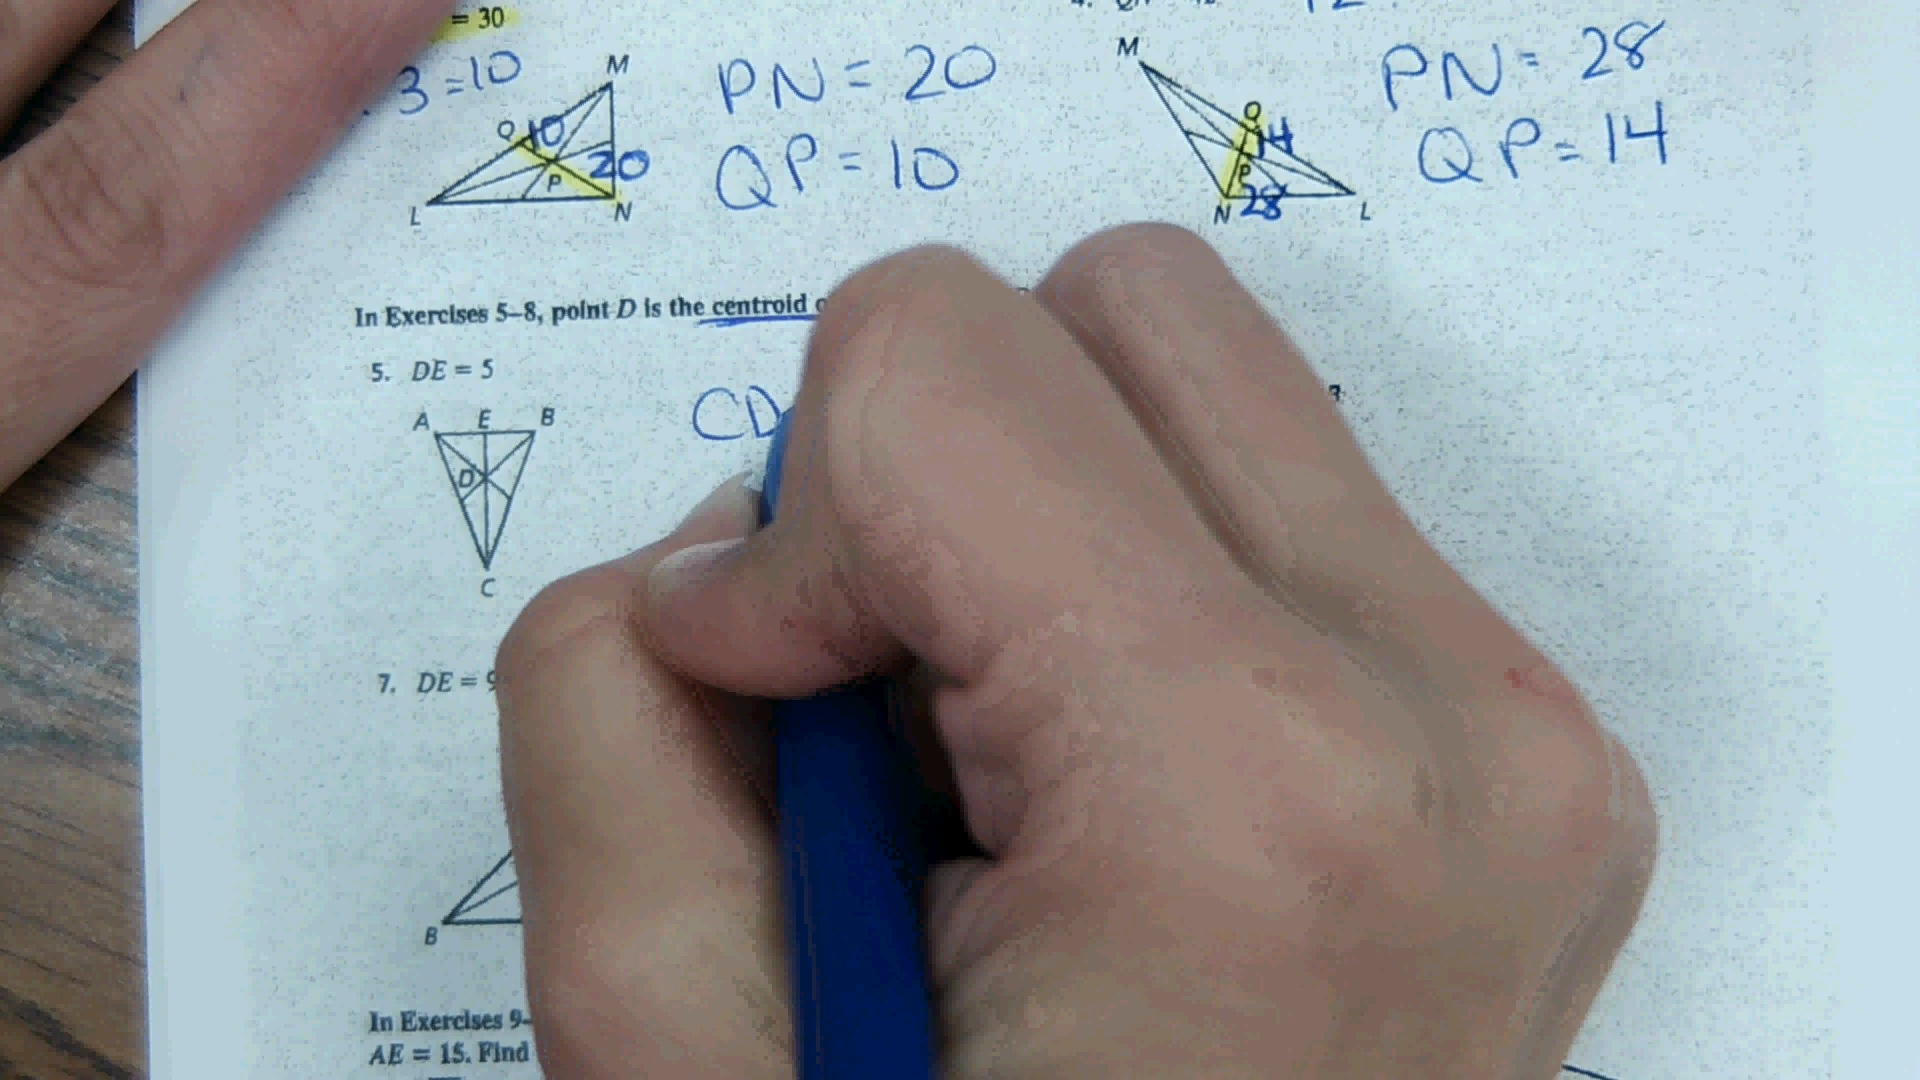 = 30
3 = 10
M
Q 10
20
P
L
N
PN = 20
QP = 10
M
Q
14
P
N 28
L
PN = 28
QP = 14
In Exercises 5–8, point D is the centroid
5. DE = 5
A E B
D
C
CD
7. DE =
B
In Exercises 9–
AE = 15. Find